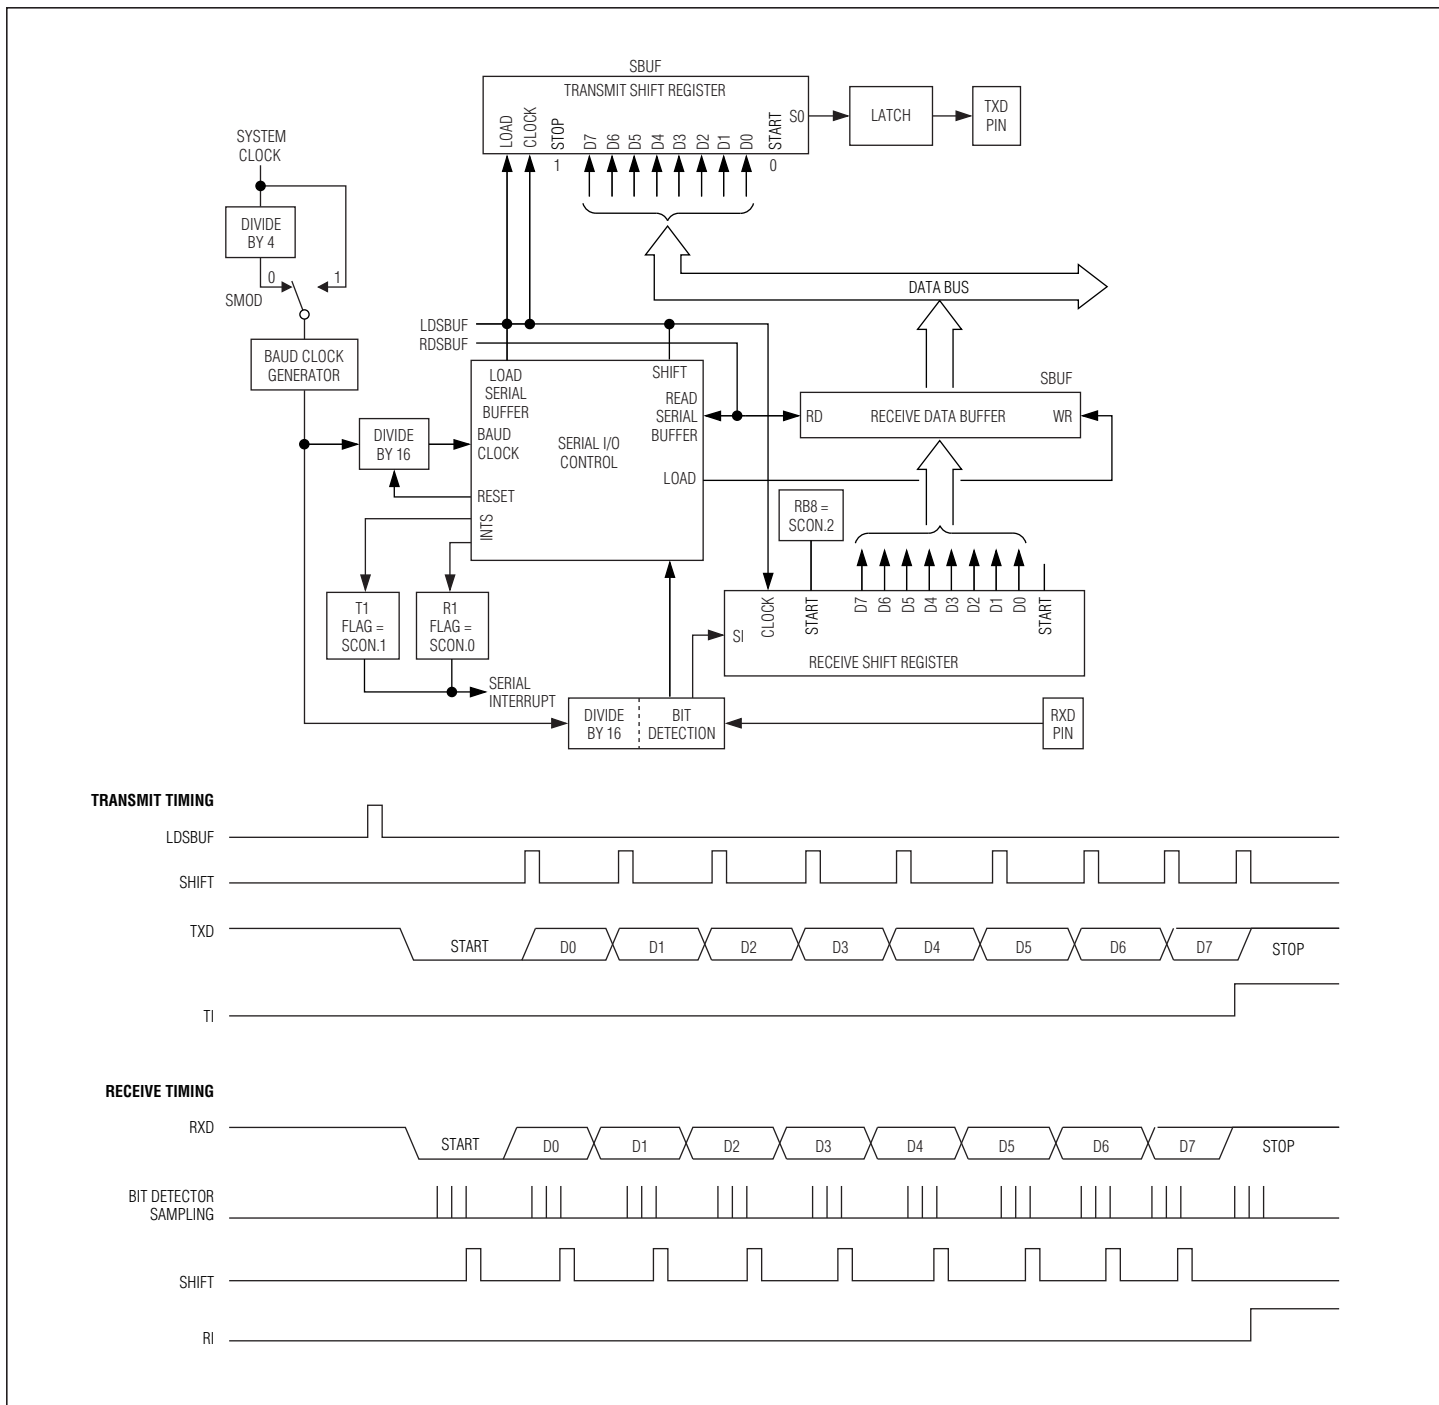 SBUF
TRANSMIT SHIFT REGISTER
LOAD
CLOCK
STOP
1
D7
D6
D5
D4
D3
D2
D1
D0
START
0
S0
LATCH
TXD
PIN
SYSTEM
CLOCK
DIVIDE
BY 4
0
1
SMOD
BAUD CLOCK
GENERATOR
DATA BUS
LDSBUF
RDSBUF
LOAD
SERIAL
BUFFER
SHIFT
READ
SERIAL
BUFFER
BAUD
CLOCK
SERIAL I/O
CONTROL
LOAD
RESET
INTS
DIVIDE
BY 16
SBUF
RD
RECEIVE DATA BUFFER
WR
RB8 =
SCON.2
T1
FLAG =
SCON.1
R1
FLAG =
SCON.0
SERIAL
INTERRUPT
SI
CLOCK
START
D7
D6
D5
D4
D3
D2
D1
D0
START
RECEIVE SHIFT REGISTER
DIVIDE
BY 16
BIT
DETECTION
RXD
PIN
TRANSMIT TIMING
LDSBUF
SHIFT
TXD
START
D0
D1
D2
D3
D4
D5
D6
D7
STOP
TI
RECEIVE TIMING
RXD
START
D0
D1
D2
D3
D4
D5
D6
D7
STOP
BIT DETECTOR
SAMPLING
SHIFT
RI